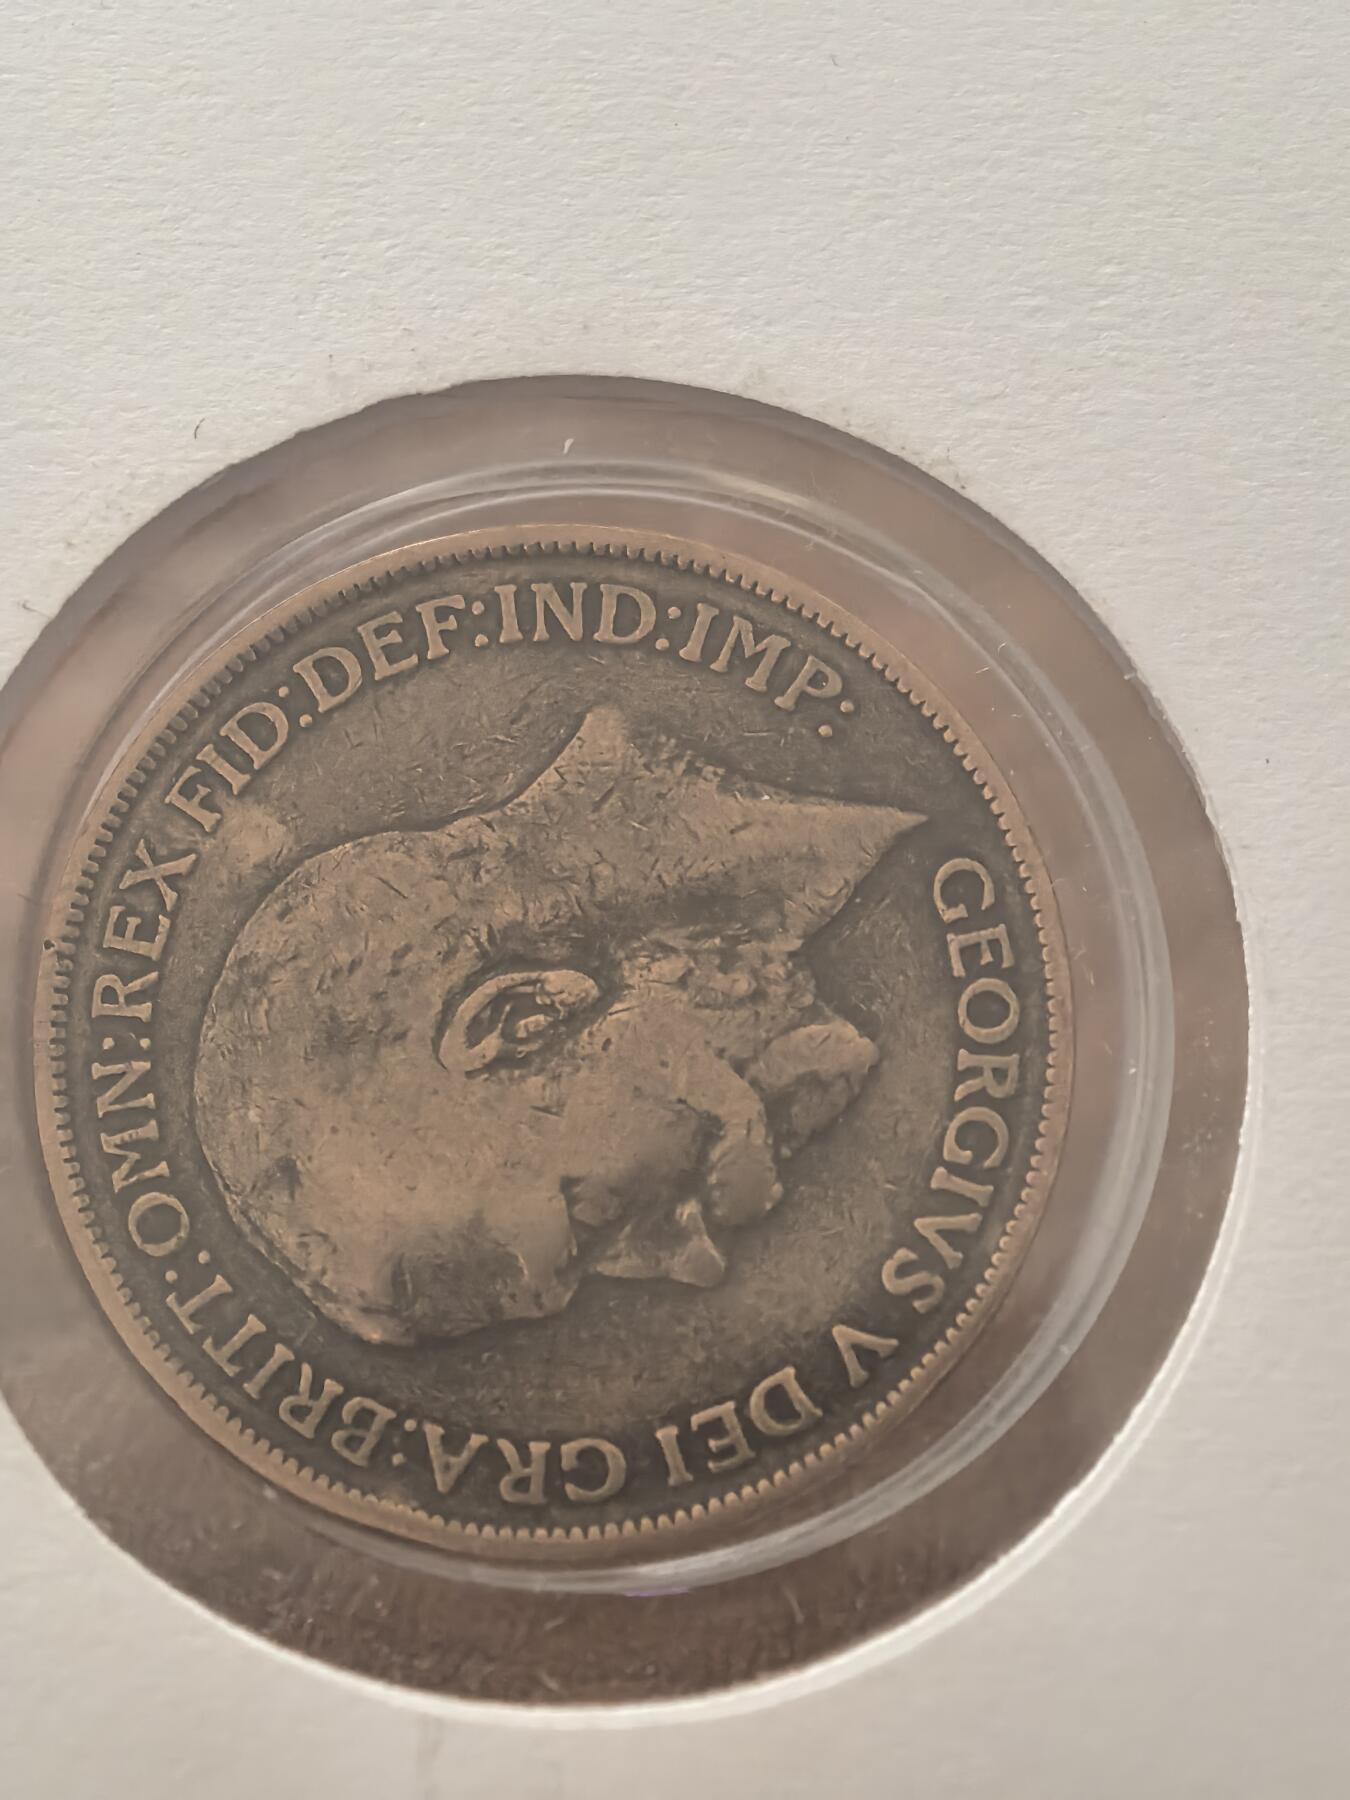 GEORGIVS V DEI GRA:BRITT:OMN:REX FID:DEF:IND:IMP: